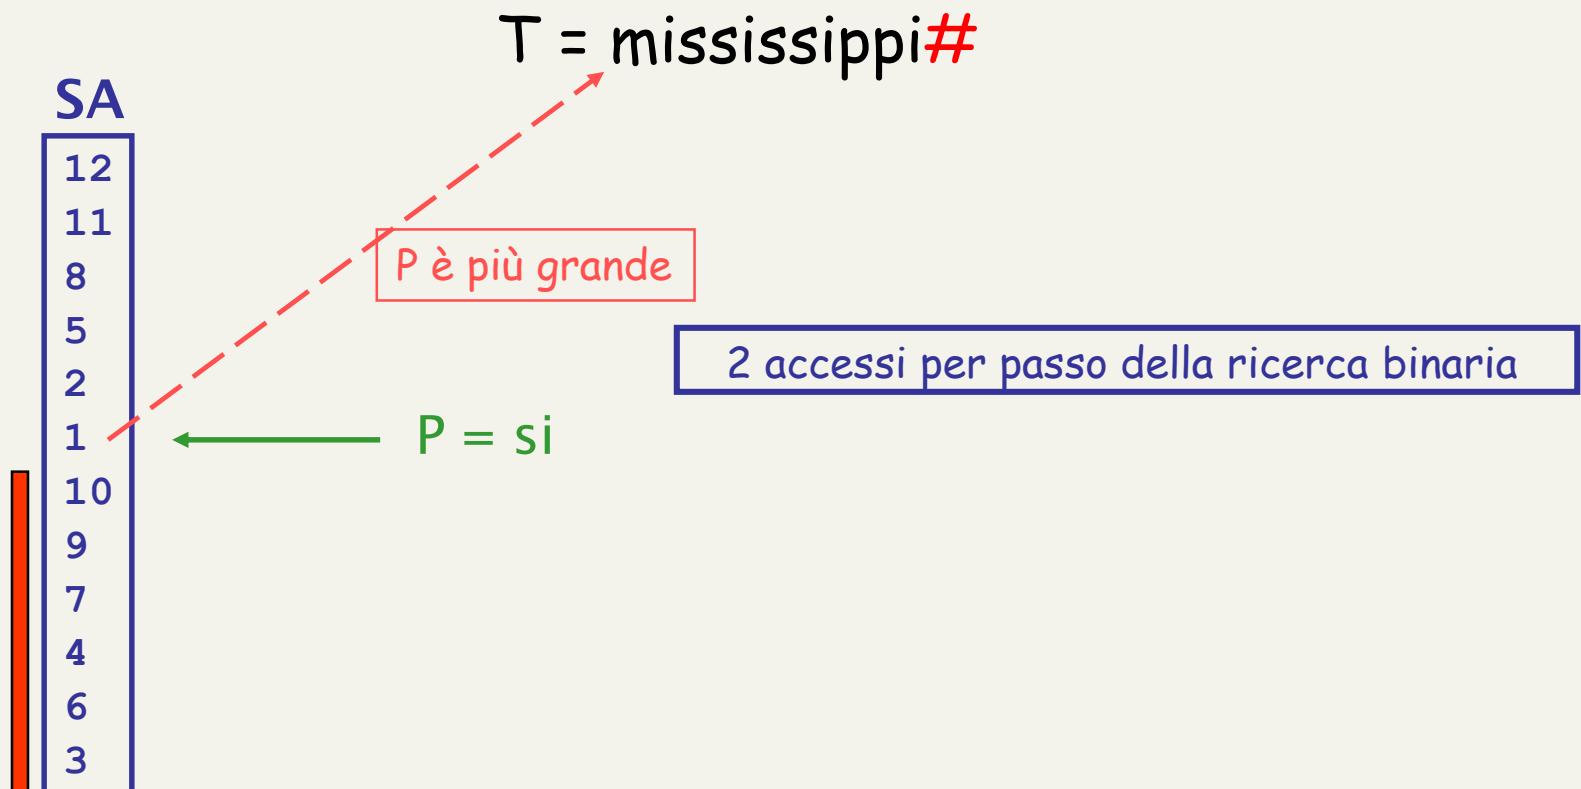 T = mississippi#
SA
12
11
8
P è più grande
5
2 accessi per passo della ricerca binaria
2
1
P = si
10
9
7
4
6
3